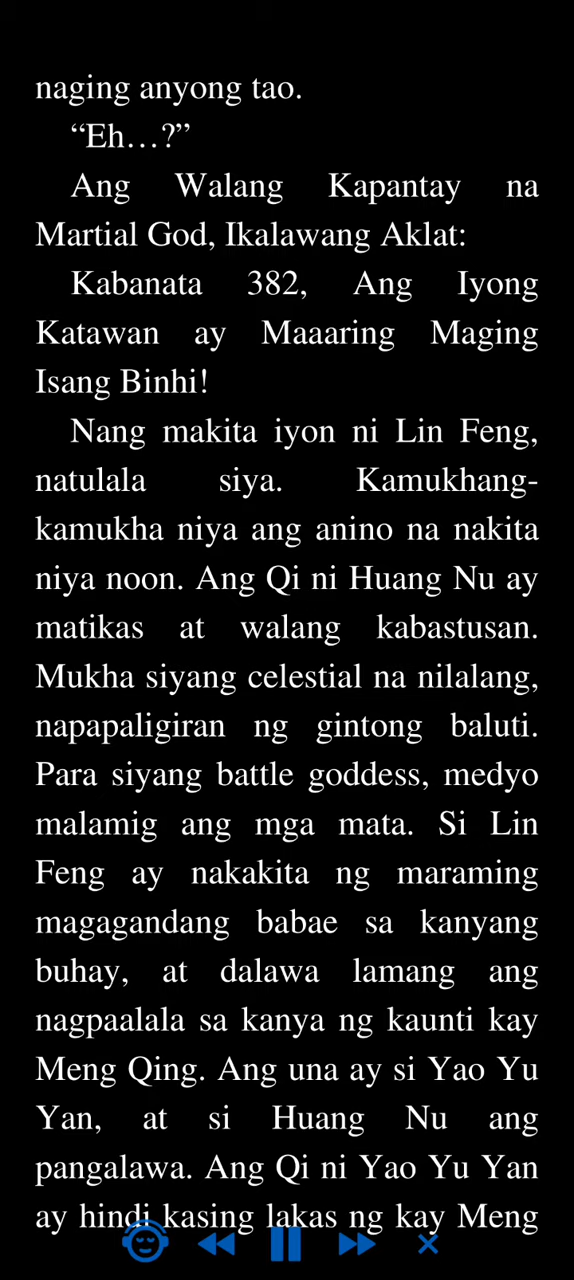 naging anyong tao.
“Eh…?”
Ang Walang Kapantay na
Martial God, Ikalawang Aklat:
Kabanata 382, Ang Iyong
Katawan ay Maaaring Maging
Isang Binhi!
Nang makita iyon ni Lin Feng,
natulala siya. Kamukhang-
kamukha niya ang anino na nakita
niya noon. Ang Qi ni Huang Nu ay
matikas at walang kabastusan.
Mukha siyang celestial na nilalang,
napapaligiran ng gintong baluti.
Para siyang battle goddess, medyo
malamig ang mga mata. Si Lin
Feng ay nakakita ng maraming
magagandang babae sa kanyang
buhay, at dalawa lamang ang
nagpaalala sa kanya ng kaunti kay
Meng Qing. Ang una ay si Yao Yu
Yan, at si Huang Nu ang
pangalawa. Ang Qi ni Yao Yu Yan
ay hindi kasing lakas ng kay Meng